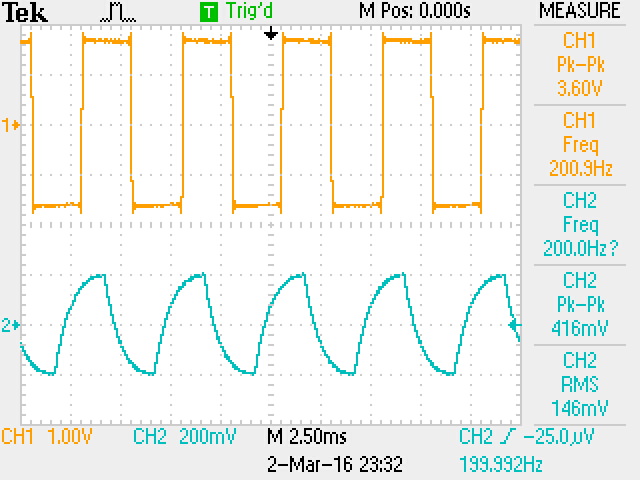 Tek T Trig'd M Pos: 0.000s MEASURE
CH1
Pk-Pk
3.60V
1
CH1
Freq
200.9Hz
CH2
Freq
200.0Hz?
CH2
Pk-Pk
2
416mV
CH2
RMS
146mV
CH1 1.00V CH2 200mV M 2.50ms CH2 -25.0uV
2-Mar-16 23:32 199.992Hz